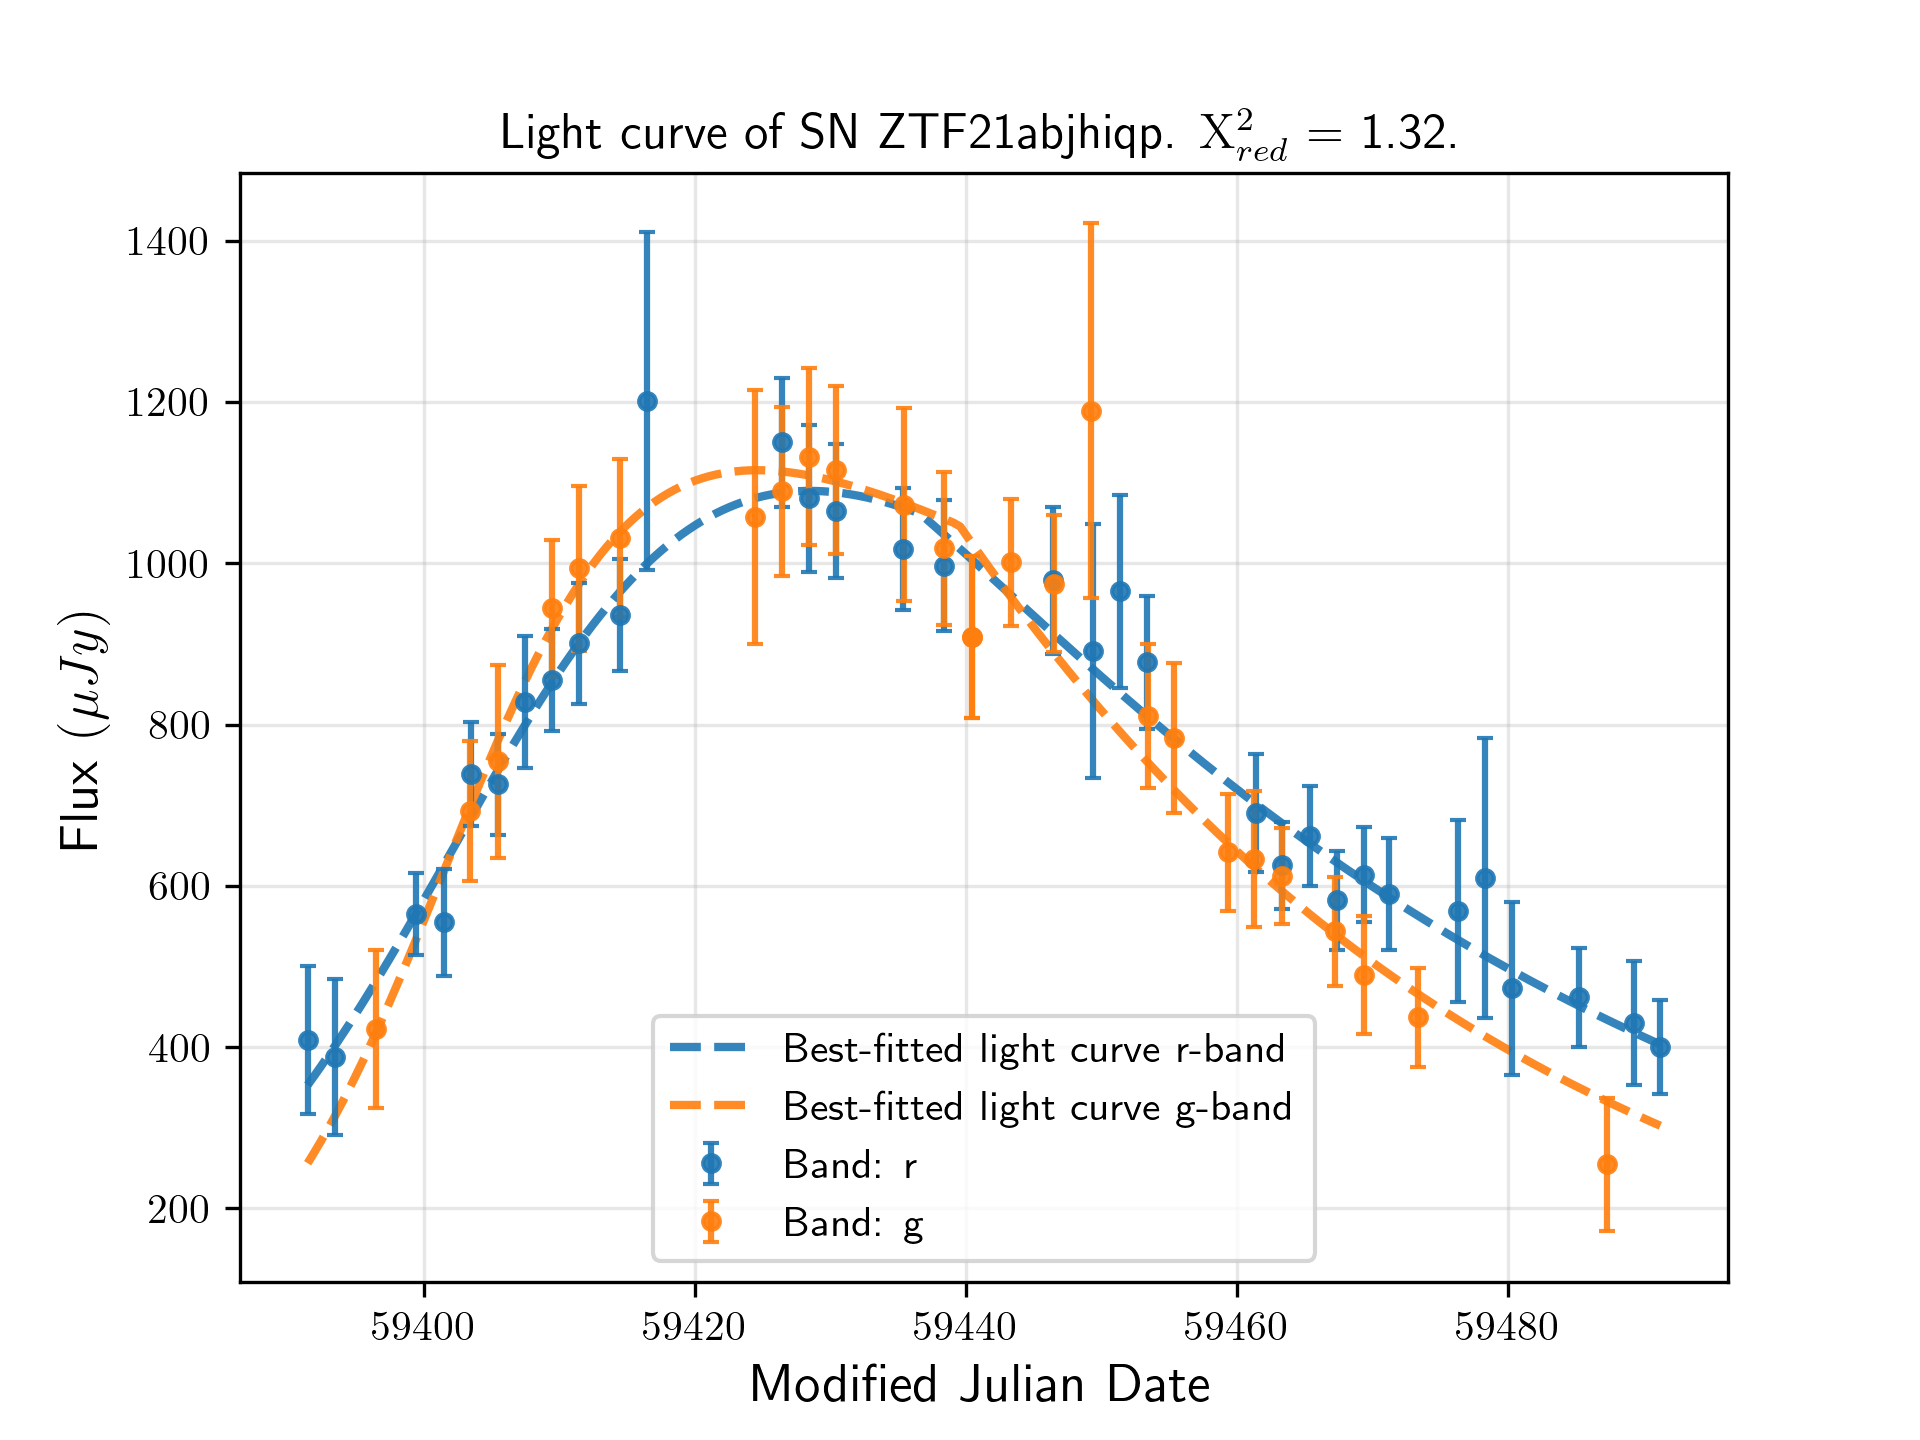 Light curve of SN ZTF21abjhiqp. X²_red = 1.32.
1400
1200
1000
800
600
400
200
Flux (μJy)
Best-fitted light curve r-band
Best-fitted light curve g-band
Band: r
Band: g
59400 59420 59440 59460 59480
Modified Julian Date